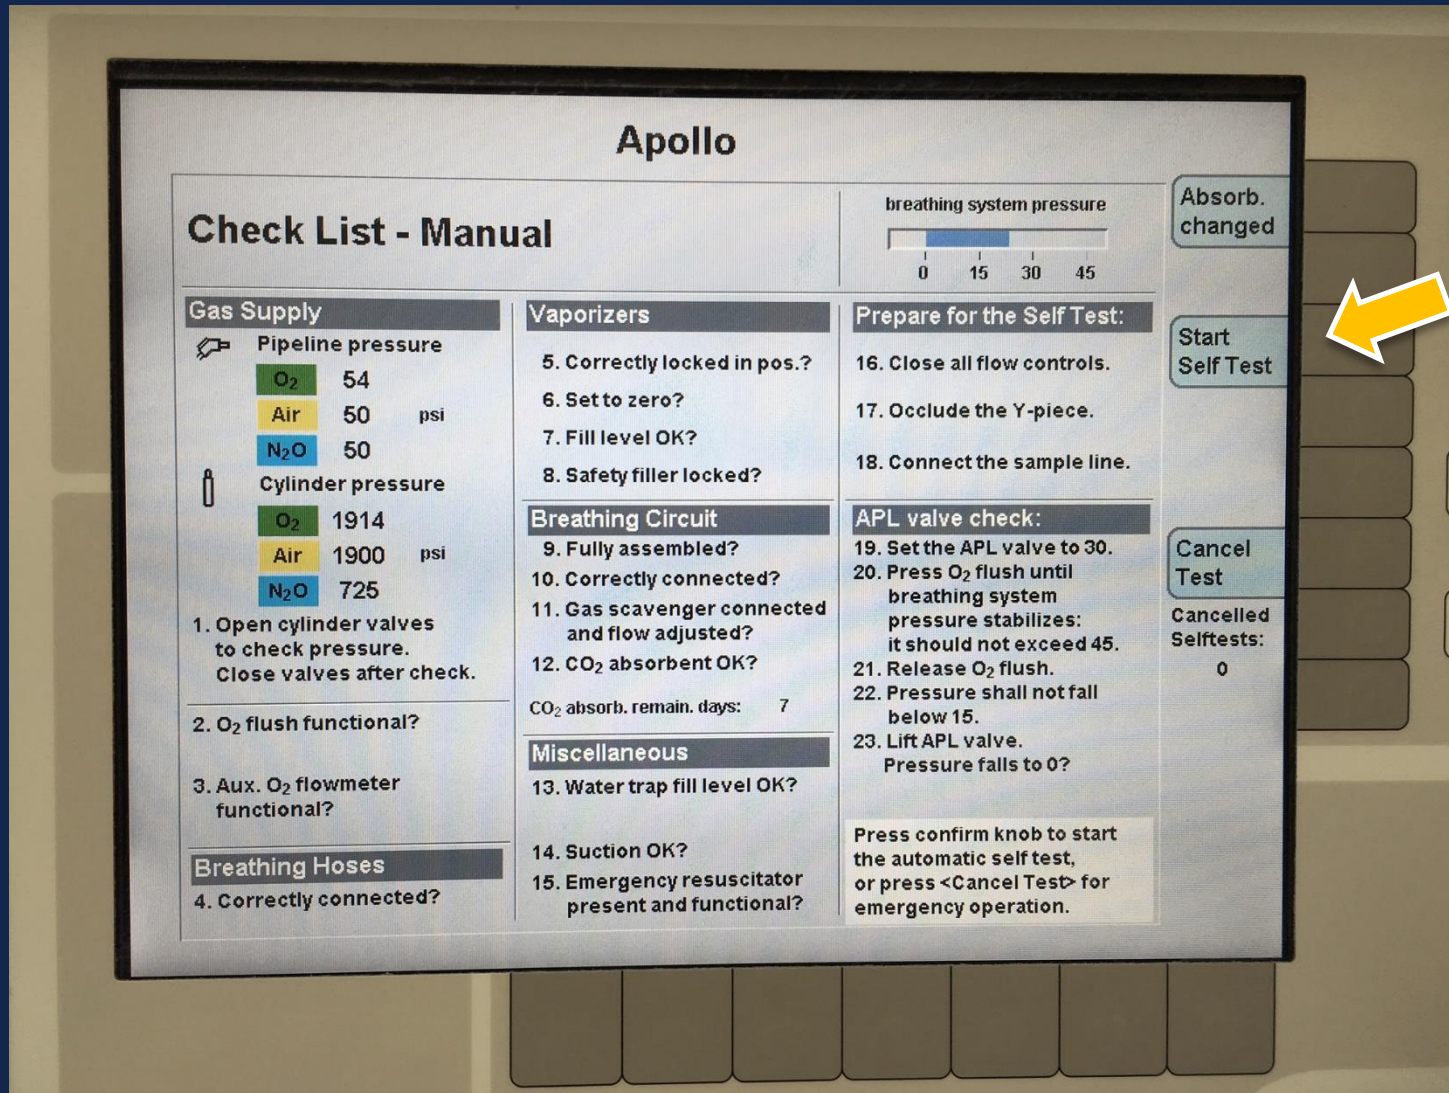 Apollo
Check List - Manual
breathing system pressure
0 15 30 45
Absorb.
changed
Gas Supply
Pipeline pressure
O₂ 54
Air 50 psi
N₂O 50
Cylinder pressure
O₂ 1914
Air 1900 psi
N₂O 725
1. Open cylinder valves
to check pressure.
Close valves after check.
2. O₂ flush functional?
3. Aux. O₂ flowmeter
functional?
Breathing Hoses
4. Correctly connected?
Vaporizers
5. Correctly locked in pos.?
6. Set to zero?
7. Fill level OK?
8. Safety filler locked?
Breathing Circuit
9. Fully assembled?
10. Correctly connected?
11. Gas scavenger connected
and flow adjusted?
12. CO₂ absorbent OK?
CO₂ absorb. remain. days: 7
Miscellaneous
13. Water trap fill level OK?
14. Suction OK?
15. Emergency resuscitator
present and functional?
Prepare for the Self Test:
16. Close all flow controls.
17. Occlude the Y-piece.
18. Connect the sample line.
APL valve check:
19. Set the APL valve to 30.
20. Press O₂ flush until
breathing system
pressure stabilizes:
it should not exceed 45.
21. Release O₂ flush.
22. Pressure shall not fall
below 15.
23. Lift APL valve.
Pressure falls to 0?
Press confirm knob to start
the automatic self test,
or press <Cancel Test> for
emergency operation.
Start
Self Test
Cancel
Test
Cancelled
Selftests:
0